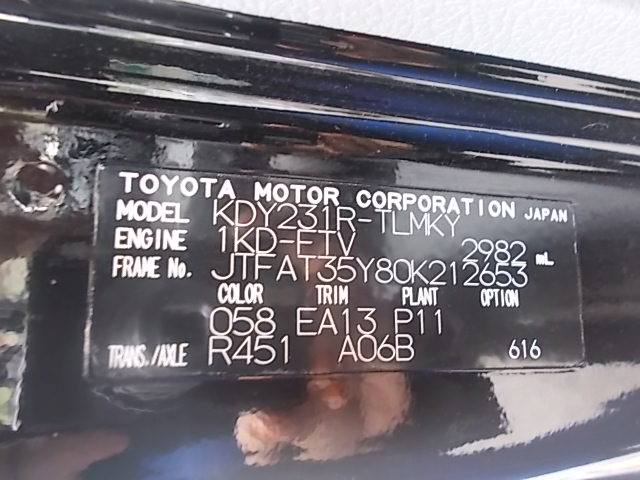 TOYOTA MOTOR CORPORATION JAPAN
MODEL KDY231R-TLMKY
ENGINE 1KD-FTV 2982 mL
FRAME No. JTFAT35Y80K212653
COLOR TRIM PLANT OPTION
058 EA13 P11
TRANS./AXLE R451 A06B 616